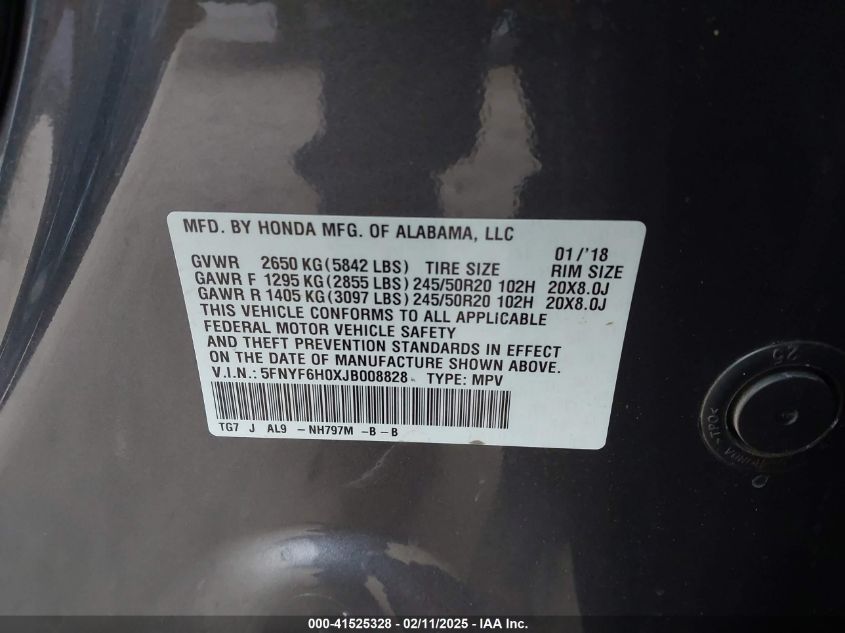 MFD. BY HONDA MFG. OF ALABAMA, LLC
01/'18
GVWR 2650 KG(5842 LBS) TIRE SIZE RIM SIZE
GAWR F 1295 KG(2855 LBS) 245/50R20 102H 20X8.0J
GAWR R 1405 KG(3097 LBS) 245/50R20 102H 20X8.0J
THIS VEHICLE CONFORMS TO ALL APPLICABLE
FEDERAL MOTOR VEHICLE SAFETY
AND THEFT PREVENTION STANDARDS IN EFFECT
ON THE DATE OF MANUFACTURE SHOWN ABOVE.
V.I.N.: 5FNYF6H0XJB008828 TYPE: MPV
TG7 J AL9 -NH797M -B-B
25
>TPO<
000-41525328 - 02/11/2025 - IAA Inc.